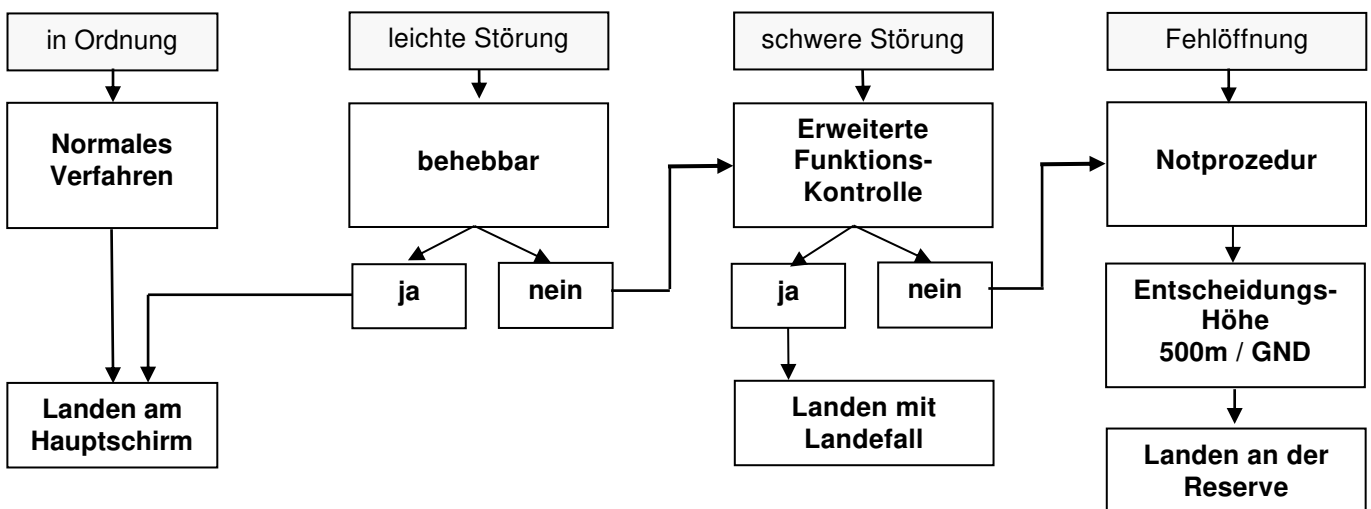 in Ordnung
leichte Störung
schwere Störung
Fehlöffnung
Normales
Verfahren
behebbar
Erweiterte
Funktions-
Kontrolle
Notprozedur
ja
nein
ja
nein
Entscheidungs-
Höhe
500m / GND
Landen am
Hauptschirm
Landen mit
Landefall
Landen an der
Reserve